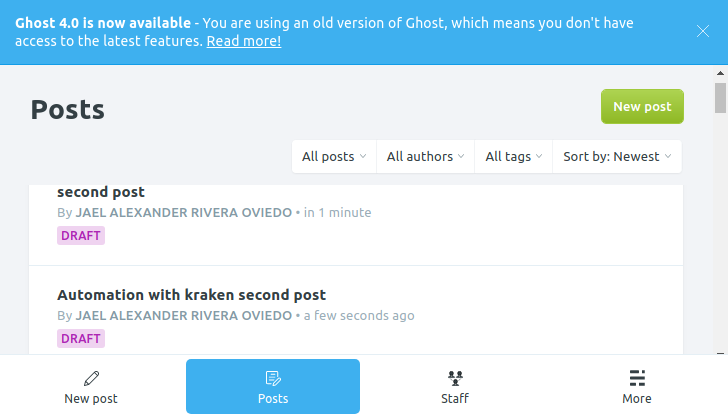 Ghost 4.0 is now available - You are using an old version of Ghost, which means you don't have
access to the latest features. Read more!
Posts
New post
All posts
All authors
All tags
Sort by: Newest
second post
By JAEL ALEXANDER RIVERA OVIEDO • in 1 minute
DRAFT
Automation with kraken second post
By JAEL ALEXANDER RIVERA OVIEDO • a few seconds ago
DRAFT
New post
Posts
Staff
More